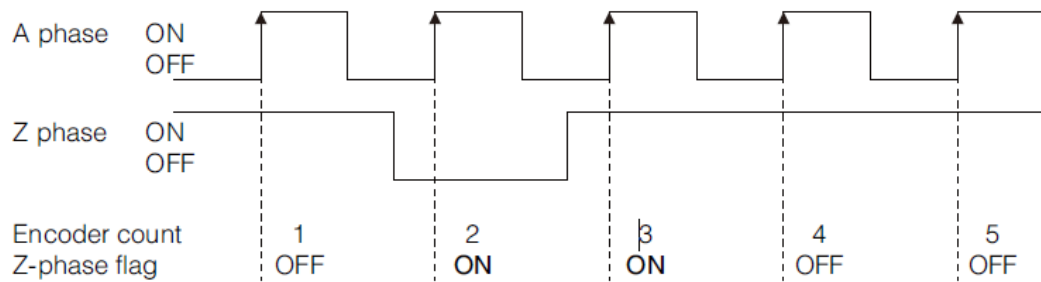 A phase ON
OFF
Z phase ON
OFF
Encoder count 1 2 3 4 5
Z-phase flag OFF ON ON OFF OFF